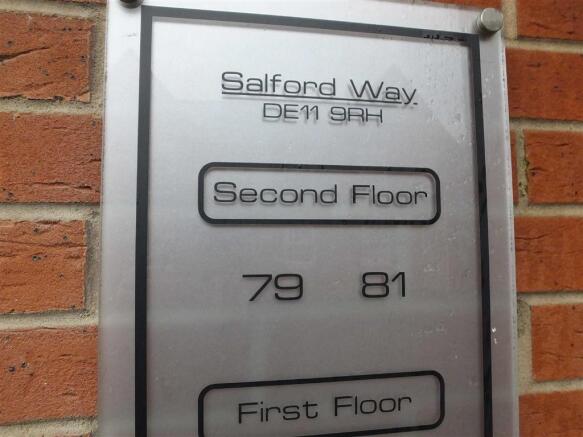 Salford Way
DE11 9RH
Second Floor
79 81
First Floor